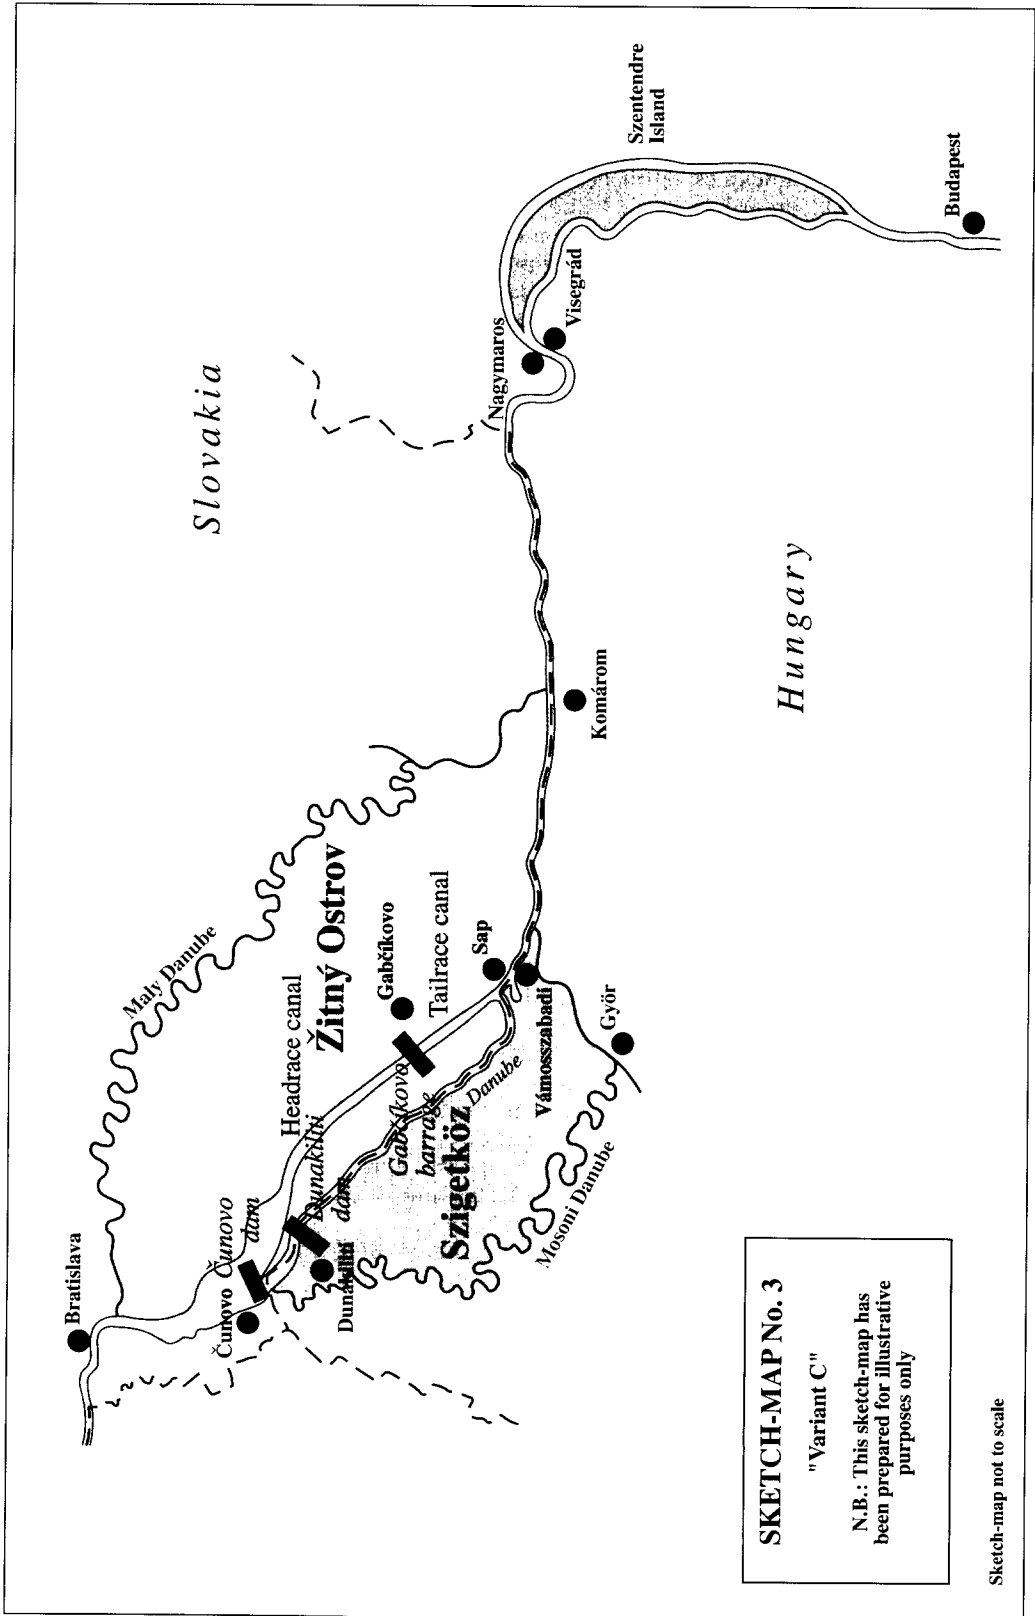 Slovakia
Hungary
Bratislava
Maly Danube
Čunovo
Čunovo
dam
Headrace canal
Žitný Ostrov
Dunakiliti
dam
Dunakiliti
Gabčíkovo
Gabčíkovo
barrage
Tailrace canal
Szigetköz
Danube
Sap
Vámosszabadi
Mosoni Danube
Györ
Komárom
Nagymaros
Visegrád
Szentendre
Island
Budapest
SKETCH-MAP No. 3
"Variant C"
N.B.: This sketch-map has
been prepared for illustrative
purposes only
Sketch-map not to scale